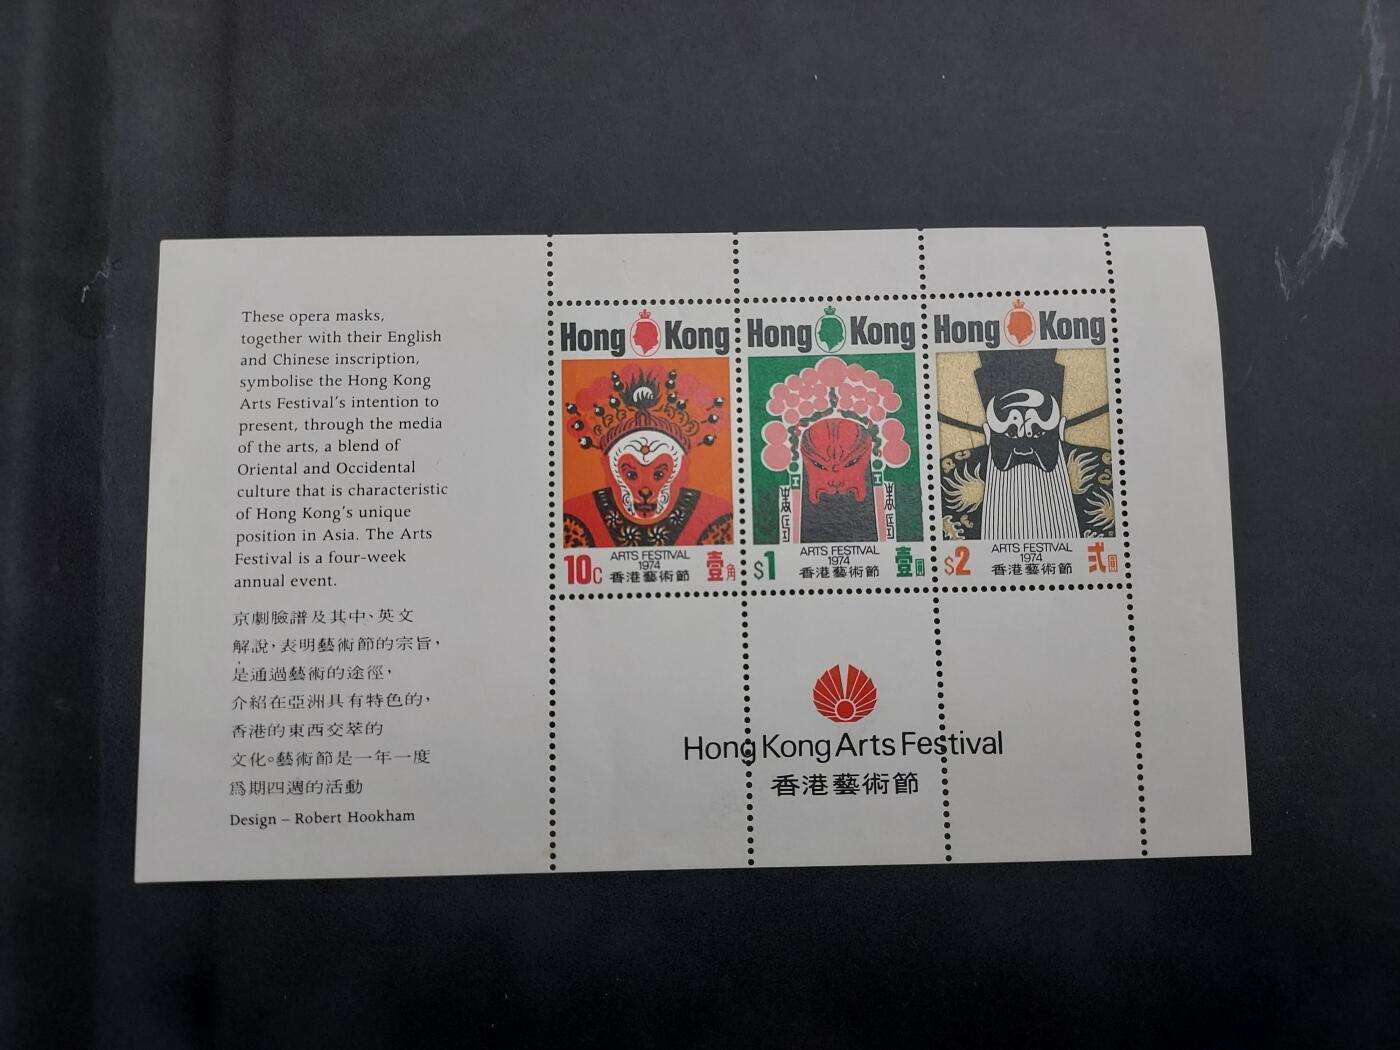 These opera masks,
together with their English
and Chinese inscription,
symbolise the Hong Kong
Arts Festival's intention to
present, through the media
of the arts, a blend of
Oriental and Occidental
culture that is characteristic
of Hong Kong's unique
position in Asia. The Arts
Festival is a four-week
annual event.
京劇臉譜及其中、英文
解說，表明藝術節的宗旨，
是通過藝術的途徑，
介紹在亞洲具有特色的，
香港的東西交萃的
文化。藝術節是一年一度
爲期四週的活動
Design – Robert Hookham
Hong Kong
10c
ARTS FESTIVAL
1974
香港藝術節
壹角
Hong Kong
$1
ARTS FESTIVAL
1974
香港藝術節
壹圓
Hong Kong
$2
ARTS FESTIVAL
1974
香港藝術節
弍圓
Hong Kong Arts Festival
香港藝術節